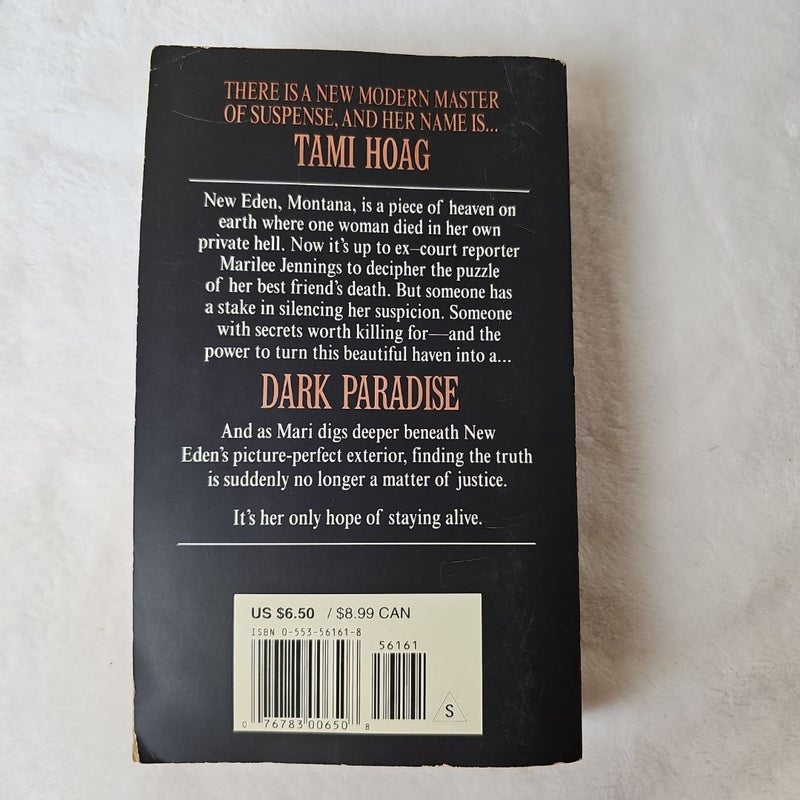 THERE IS A NEW MODERN MASTER
OF SUSPENSE, AND HER NAME IS...
TAMI HOAG
New Eden, Montana, is a piece of heaven on
earth where one woman died in her own
private hell. Now it's up to ex–court reporter
Marilee Jennings to decipher the puzzle
of her best friend's death. But someone has
a stake in silencing her suspicion. Someone
with secrets worth killing for—and the
power to turn this beautiful haven into a...
DARK PARADISE
And as Mari digs deeper beneath New
Eden's picture-perfect exterior, finding the truth
is suddenly no longer a matter of justice.
It's her only hope of staying alive.
US $6.50 / $8.99 CAN
ISBN 0-553-56161-8
56161
0 76783 00650 8
S